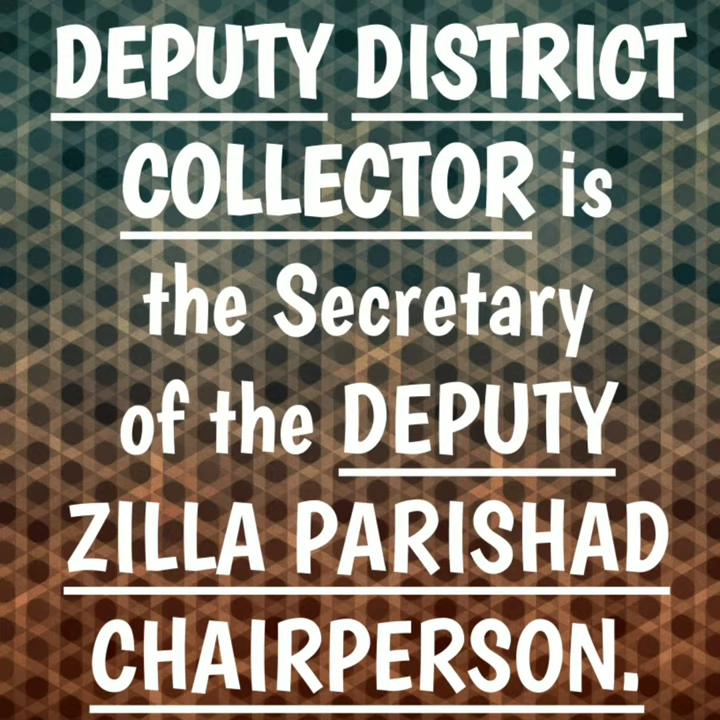 DEPUTY DISTRICT
COLLECTOR is
the Secretary
of the DEPUTY
ZILLA PARISHAD
CHAIRPERSON.